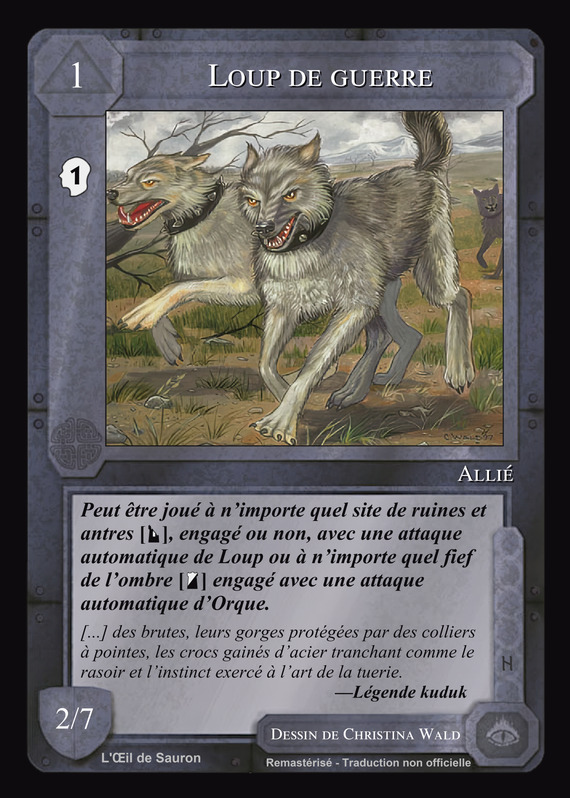 1
LOUP DE GUERRE
1
C. WALD '97
ALLIÉ
Peut être joué à n'importe quel site de ruines et
antres [], engagé ou non, avec une attaque
automatique de Loup ou à n'importe quel fief
de l'ombre [] engagé avec une attaque
automatique d'Orque.
[...] des brutes, leurs gorges protégées par des colliers
à pointes, les crocs gainés d'acier tranchant comme le
rasoir et l'instinct exercé à l'art de la tuerie.
—Légende kuduk
2/7
DESSIN DE CHRISTINA WALD
L'Œil de Sauron
Remastérisé - Traduction non officielle